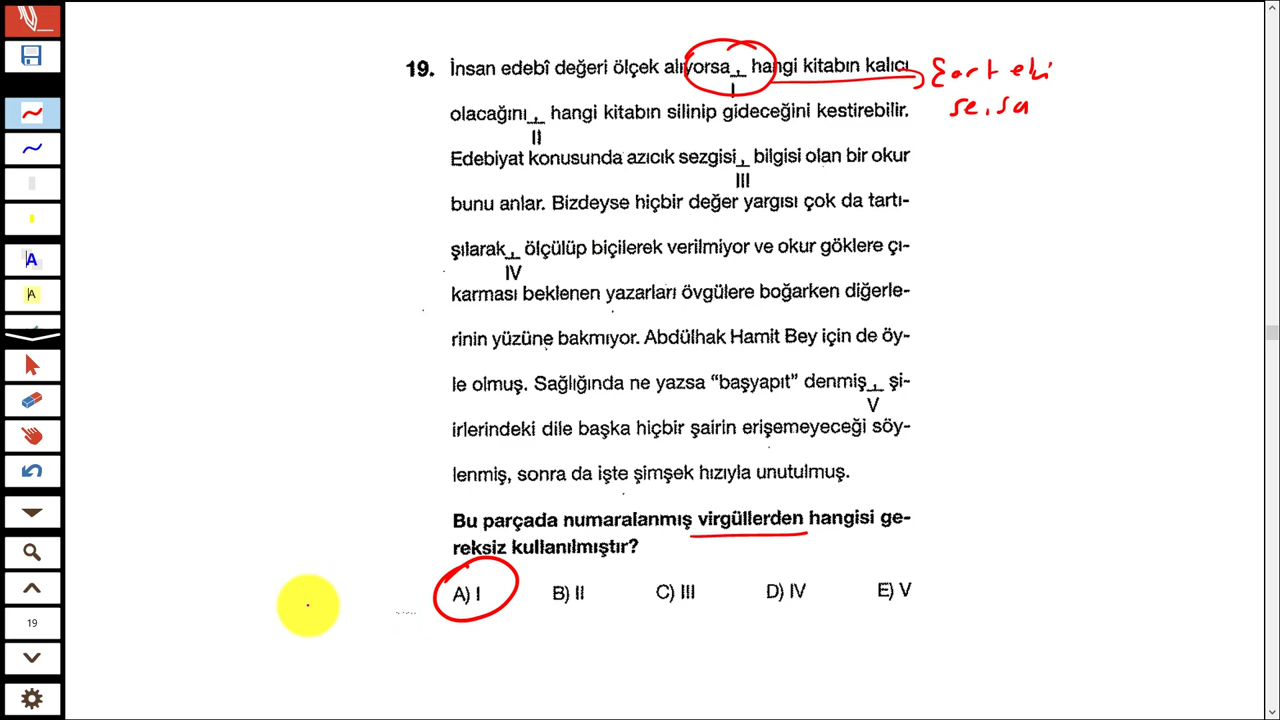 19. İnsan edebî değeri ölçek alıyorsa, hangi kitabın kalıcı
Şart eki
se, sa
I
olacağını, hangi kitabın silinip gideceğini kestirebilir.
II
Edebiyat konusunda azıcık sezgisi, bilgisi olan bir okur
III
bunu anlar. Bizdeyse hiçbir değer yargısı çok da tartı-
şılarak, ölçülüp biçilerek verilmiyor ve okur göklere çı-
IV
karması beklenen yazarları övgülere boğarken diğerle-
rinin yüzüne bakmıyor. Abdülhak Hamit Bey için de öy-
le olmuş. Sağlığında ne yazsa “başyapıt” denmiş, şi-
V
irlerindeki dile başka hiçbir şairin erişemeyeceği söy-
lenmiş, sonra da işte şimşek hızıyla unutulmuş.
Bu parçada numaralanmış virgüllerden hangisi ge-
reksiz kullanılmıştır?
A) I B) II C) III D) IV E) V
A
A
19